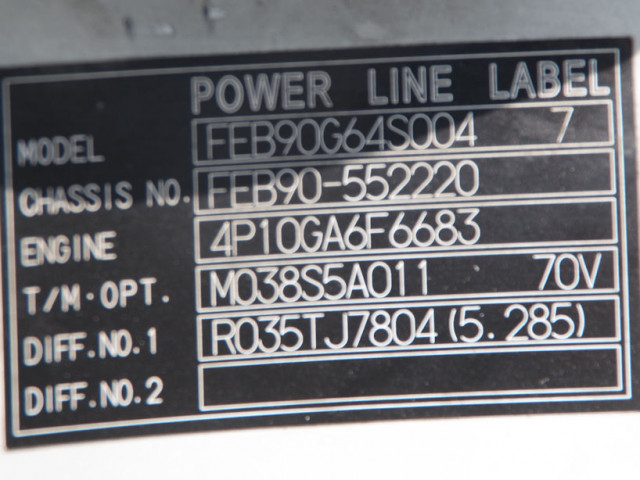 POWER LINE LABEL
MODEL FEB90G64S004 7
CHASSIS NO. FEB90-552220
ENGINE 4P10GA6F6683
T/M·OPT. M038S5A011 70V
DIFF.NO.1 R035TJ7804(5.285)
DIFF.NO.2